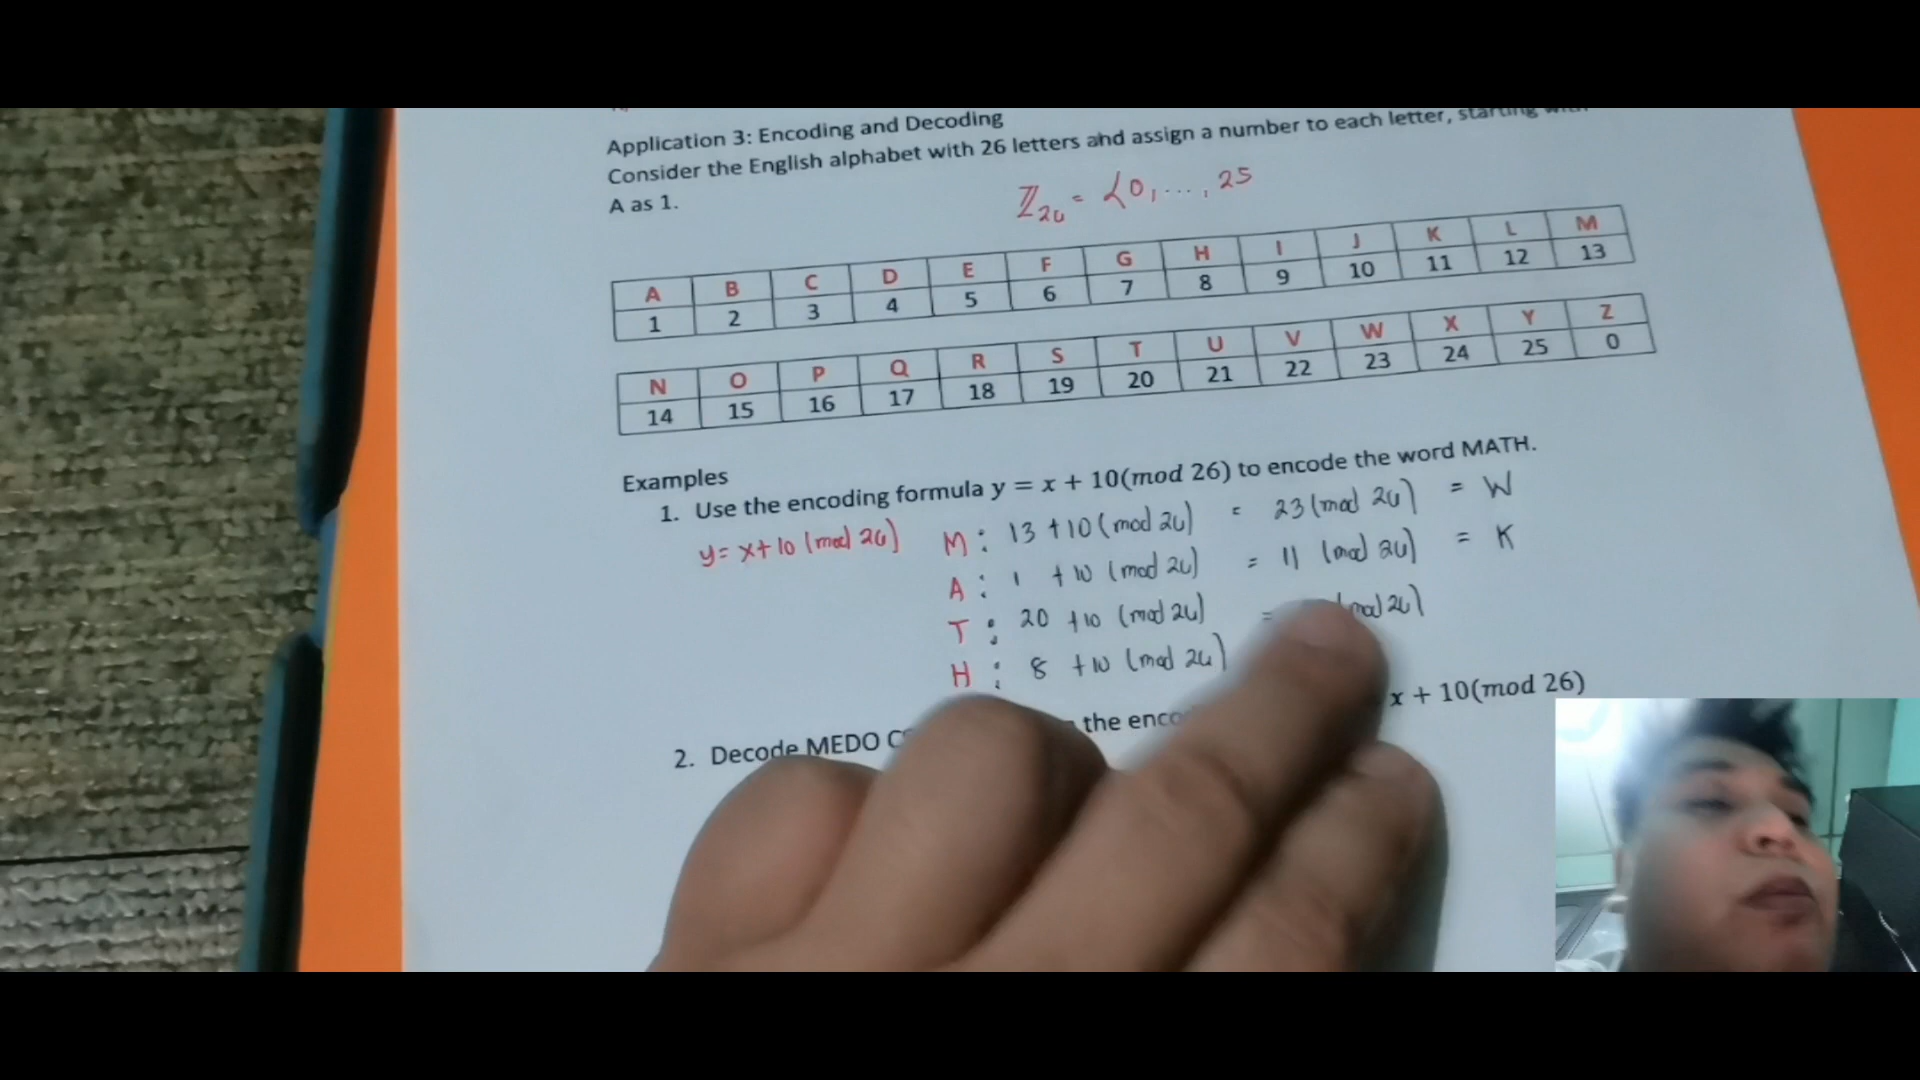 Application 3: Encoding and Decoding
Consider the English alphabet with 26 letters and assign a number to each letter, starting
A as 1.
ℤ26 = {0, ..., 25
A B C D E F G H I J K L M
1 2 3 4 5 6 7 8 9 10 11 12 13
N O P Q R S T U V W X Y Z
14 15 16 17 18 19 20 21 22 23 24 25 0
Examples
1. Use the encoding formula y = x + 10(mod 26) to encode the word MATH.
y = x + 10 (mod 26) M : 13 + 10 (mod 26) = 23 (mod 26) = W
A : 1 + 10 (mod 26) = 11 (mod 26) = K
T : 20 + 10 (mod 26) = (mod 26)
H : 8 + 10 (mod 26)
2. Decode MEDO the x + 10(mod 26)